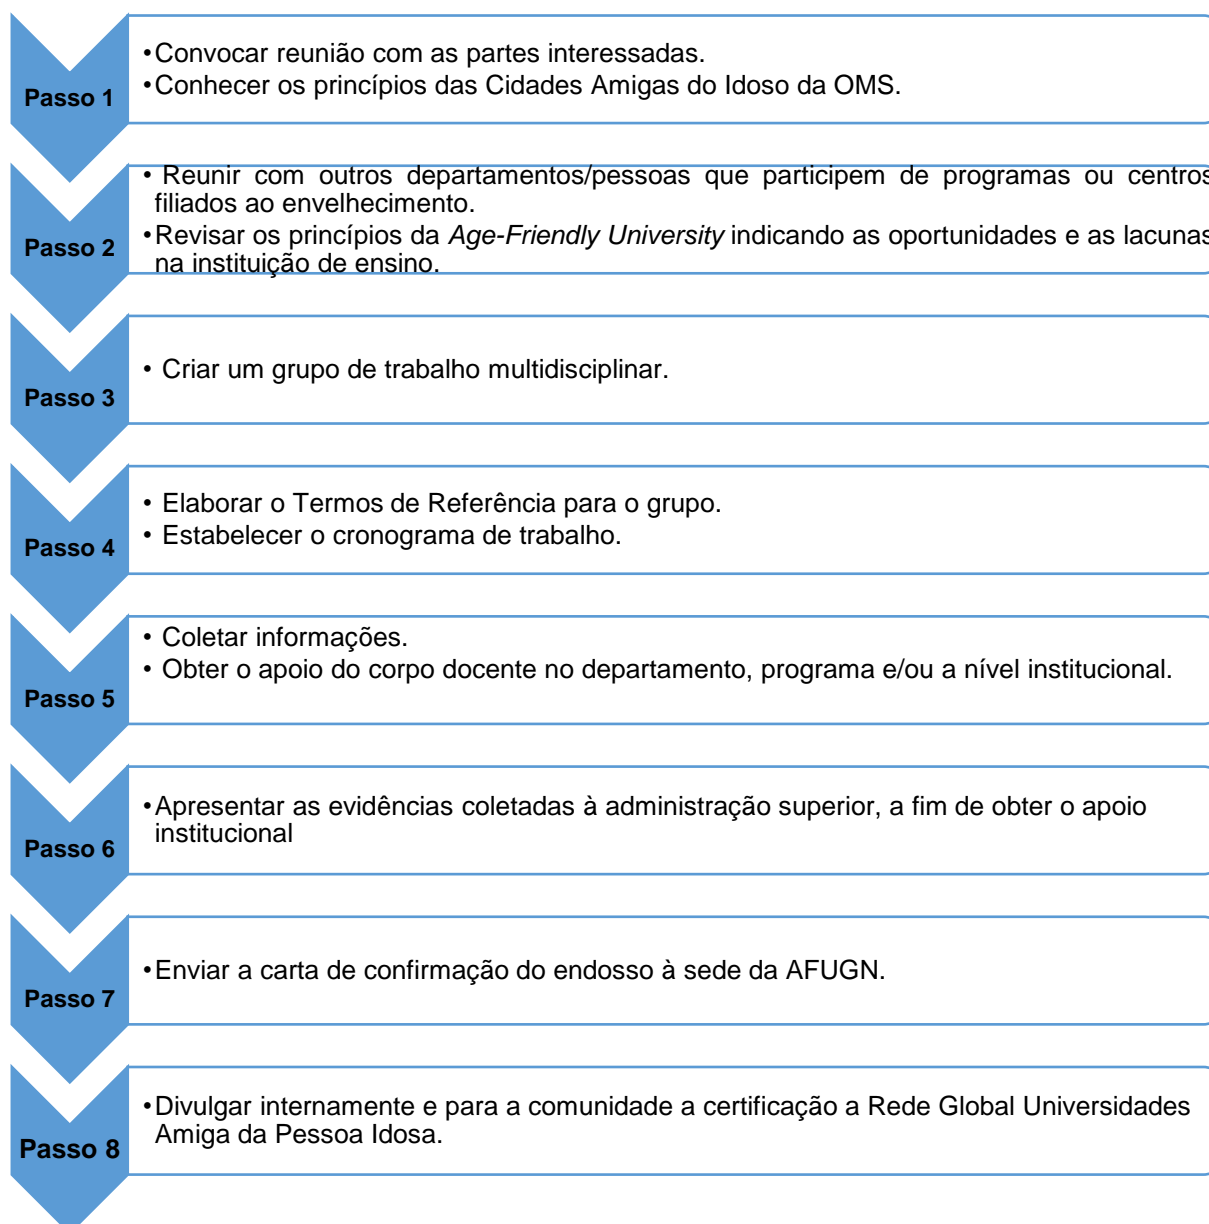 Passo 1
•Convocar reunião com as partes interessadas.
•Conhecer os princípios das Cidades Amigas do Idoso da OMS.
Passo 2
• Reunir com outros departamentos/pessoas que participem de programas ou centros
filiados ao envelhecimento.
•Revisar os princípios da Age-Friendly University indicando as oportunidades e as lacunas
na instituição de ensino.
Passo 3
• Criar um grupo de trabalho multidisciplinar.
Passo 4
• Elaborar o Termos de Referência para o grupo.
• Estabelecer o cronograma de trabalho.
Passo 5
• Coletar informações.
• Obter o apoio do corpo docente no departamento, programa e/ou a nível institucional.
Passo 6
•Apresentar as evidências coletadas à administração superior, a fim de obter o apoio
institucional
Passo 7
•Enviar a carta de confirmação do endosso à sede da AFUGN.
Passo 8
•Divulgar internamente e para a comunidade a certificação a Rede Global Universidades
Amiga da Pessoa Idosa.